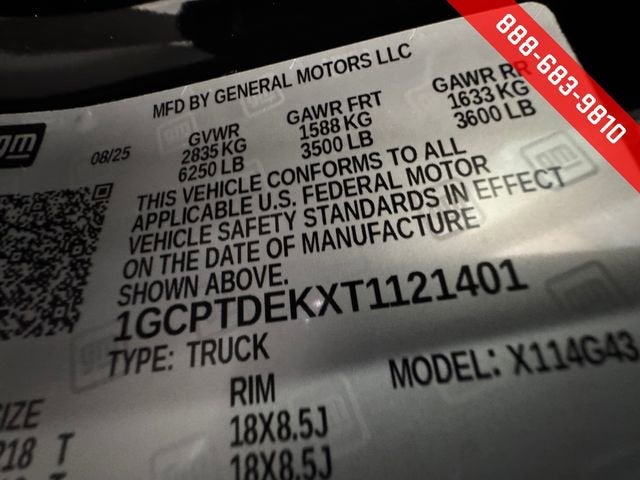 888-683-9810
MFD BY GENERAL MOTORS LLC
gm
08/25
GVWR GAWR FRT GAWR RR
2835 KG 1588 KG 1633 KG
6250 LB 3500 LB 3600 LB
THIS VEHICLE CONFORMS TO ALL
APPLICABLE U.S. FEDERAL MOTOR
VEHICLE SAFETY STANDARDS IN EFFECT
ON THE DATE OF MANUFACTURE
SHOWN ABOVE.
1GCPTDEKXT1121401
TYPE: TRUCK MODEL: X114G43
RIM
18X8.5J
T
18X8.5J